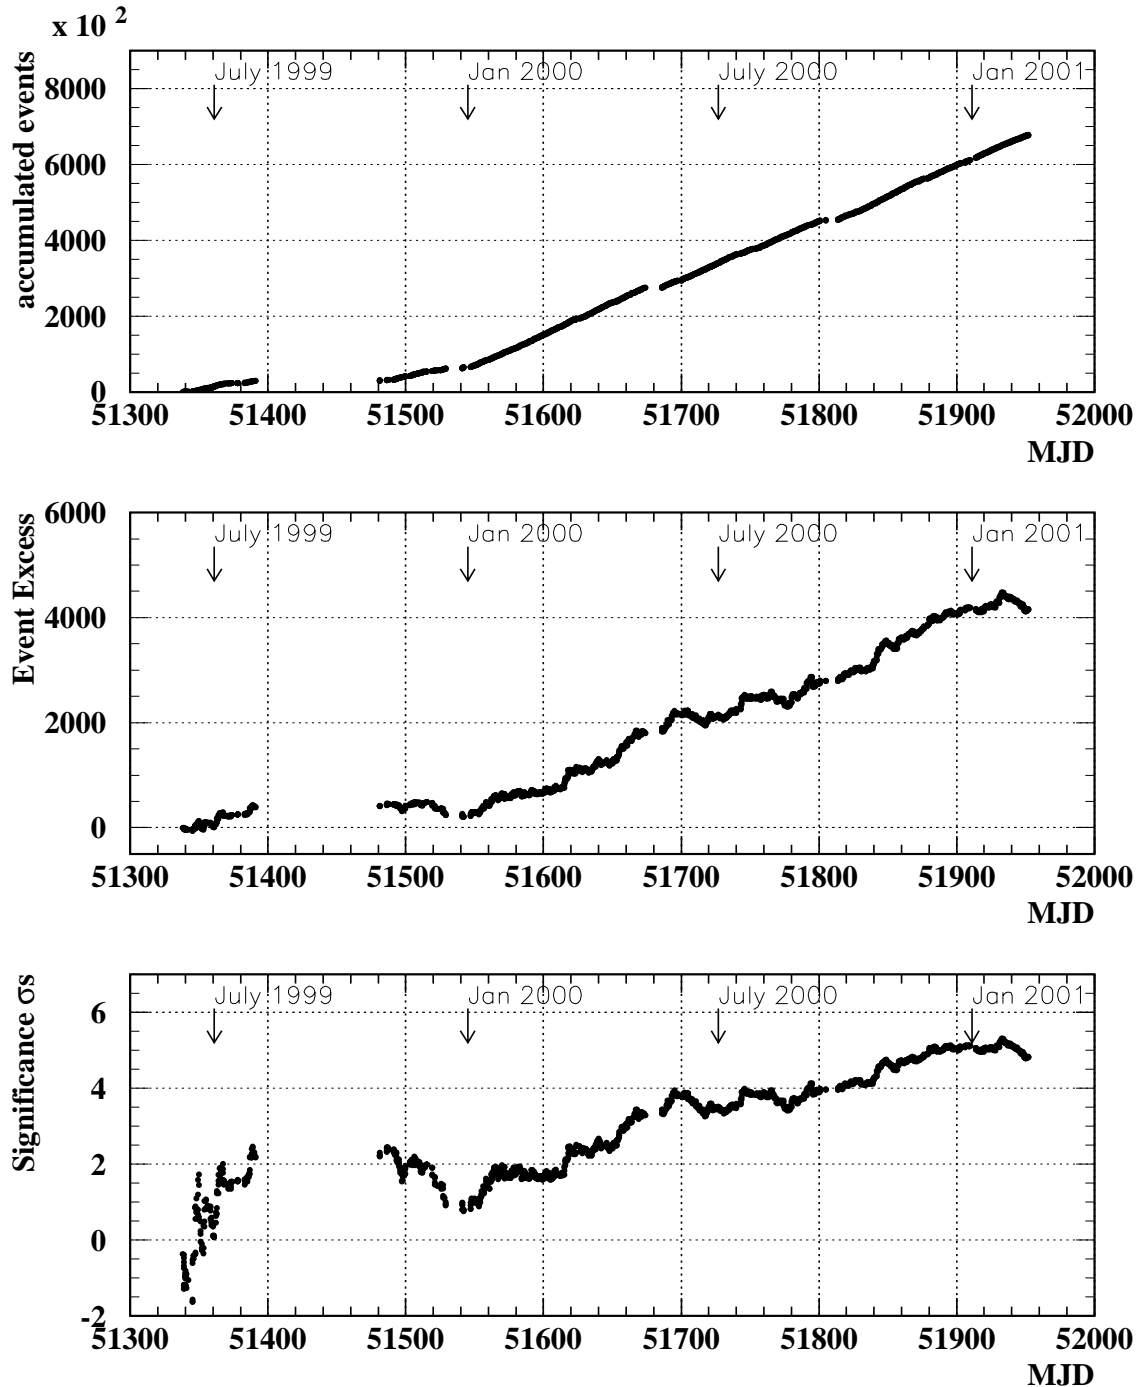 x 10 2
accumulated events
8000
6000
4000
2000
0
July 1999
Jan 2000
July 2000
Jan 2001
51300 51400 51500 51600 51700 51800 51900 52000
MJD
Event Excess
6000
4000
2000
0
July 1999
Jan 2000
July 2000
Jan 2001
51300 51400 51500 51600 51700 51800 51900 52000
MJD
Significance σs
6
4
2
0
-2
July 1999
Jan 2000
July 2000
Jan 2001
51300 51400 51500 51600 51700 51800 51900 52000
MJD